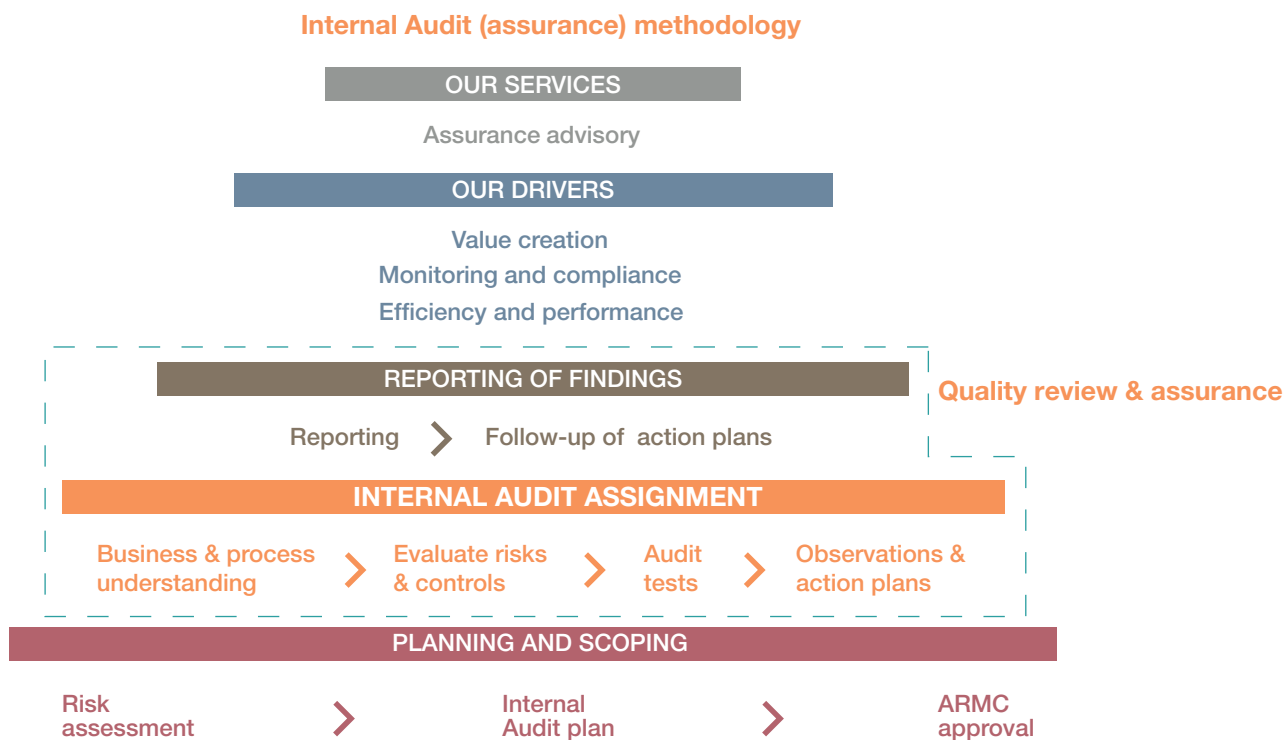 Internal Audit (assurance) methodology
OUR SERVICES
Assurance advisory
OUR DRIVERS
Value creation
Monitoring and compliance
Efficiency and performance
REPORTING OF FINDINGS
Quality review & assurance
Reporting
Follow-up of action plans
INTERNAL AUDIT ASSIGNMENT
Business & process
understanding
Evaluate risks
& controls
Audit
tests
Observations &
action plans
PLANNING AND SCOPING
Risk
assessment
Internal
Audit plan
ARMC
approval